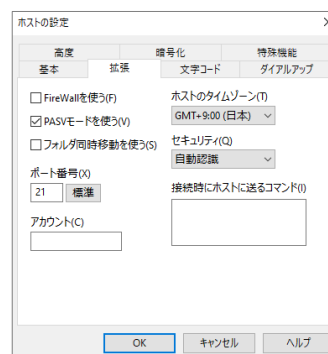 ホストの設定
高度 暗号化 特殊機能
基本 拡張 文字コード ダイアルアップ
FireWallを使う(F)
PASVモードを使う(V)
フォルダ同時移動を使う(S)
ポート番号(X)
21 標準
アカウント(C)
ホストのタイムゾーン(T)
GMT+9:00 (日本)
セキュリティ(Q)
自動認識
接続時にホストに送るコマンド(I)
OK キャンセル ヘルプ